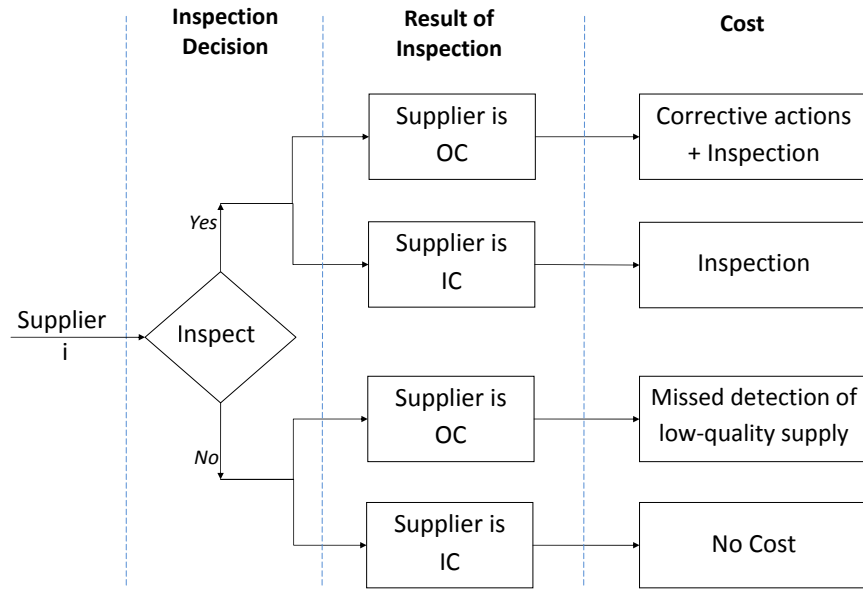 Inspection
Decision
Result of
Inspection
Cost
Supplier is
OC
Corrective actions
+ Inspection
Yes
Supplier is
IC
Inspection
Supplier
i
Inspect
Supplier is
OC
Missed detection of
low-quality supply
No
Supplier is
IC
No Cost